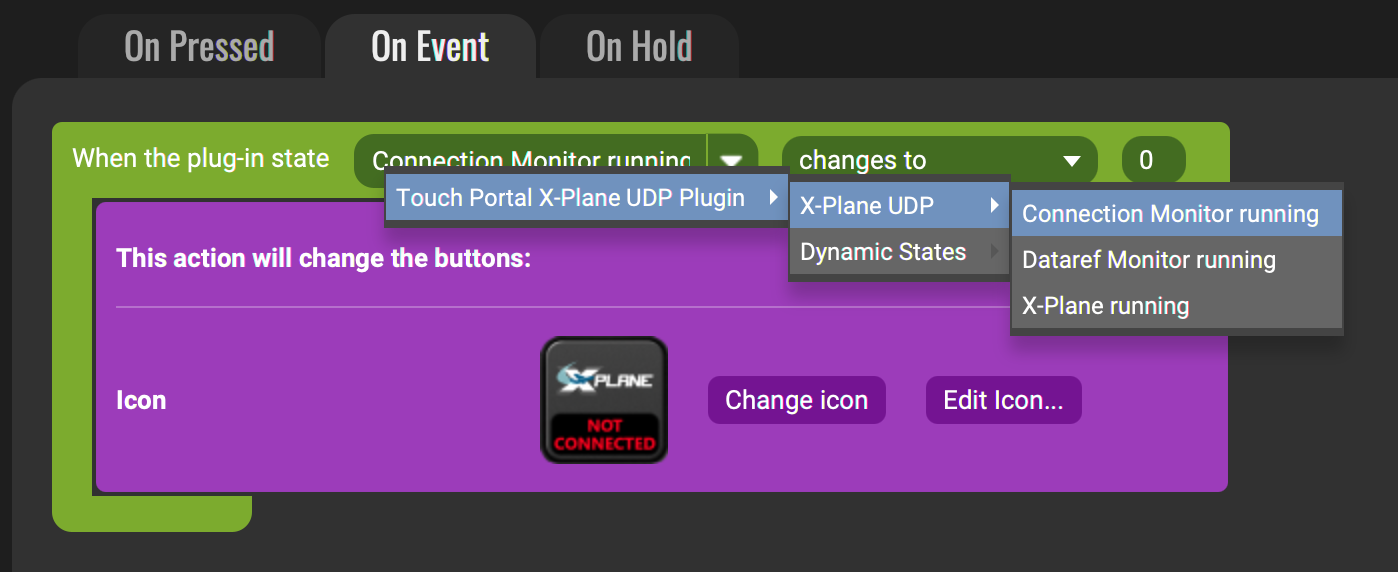 On Pressed
On Event
On Hold
When the plug-in state
Connection Monitor running
changes to
0
Touch Portal X-Plane UDP Plugin
X-Plane UDP
Connection Monitor running
Dynamic States
Dataref Monitor running
X-Plane running
This action will change the buttons:
Icon
XPLANE
NOT
CONNECTED
Change icon
Edit Icon...